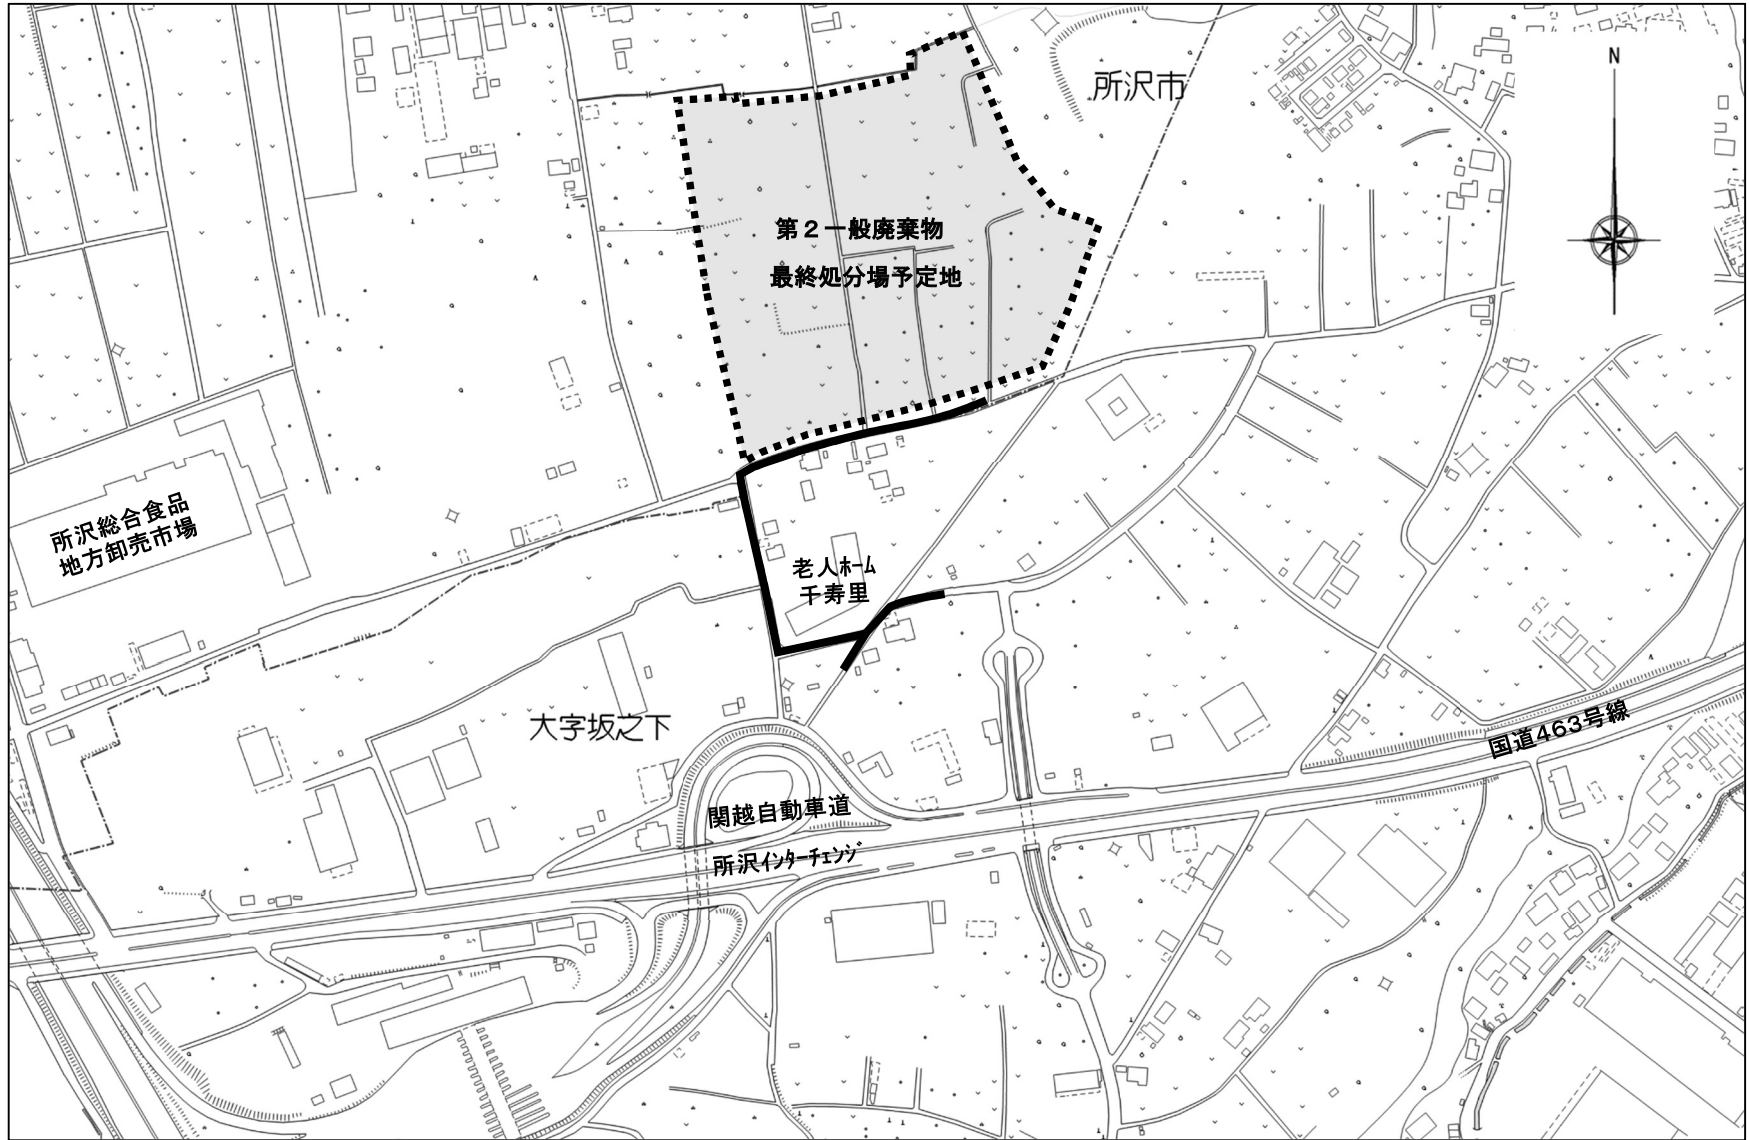 N
所沢市
第２一般廃棄物
最終処分場予定地
所沢総合食品
地方卸売市場
老人ﾎｰﾑ
千寿里
大字坂之下
国道463号線
関越自動車道
所沢ｲﾝﾀｰﾁｪﾝｼﾞ